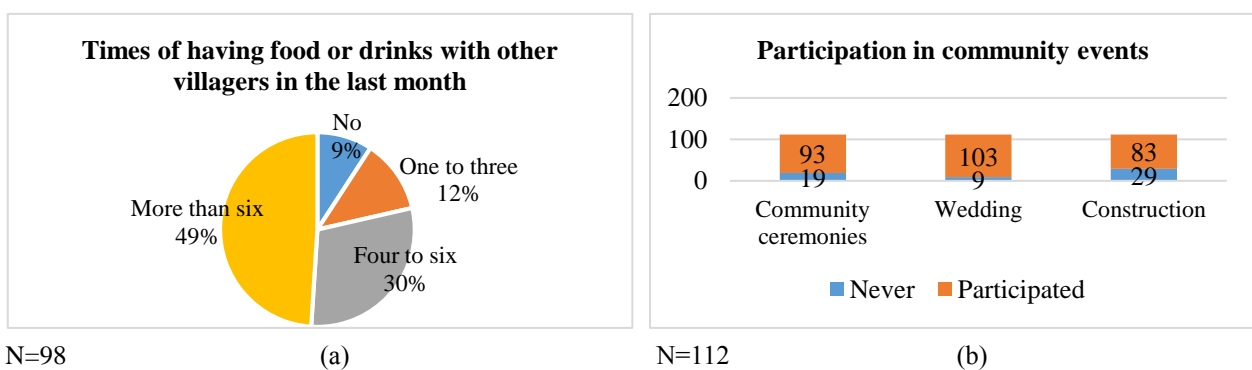 Times of having food or drinks with other
villagers in the last month
No
9%
One to three
12%
Four to six
30%
More than six
49%
N=98
(a)
Participation in community events
200
100
0
93
19
103
9
83
29
Community
ceremonies
Wedding
Construction
Never
Participated
N=112
(b)